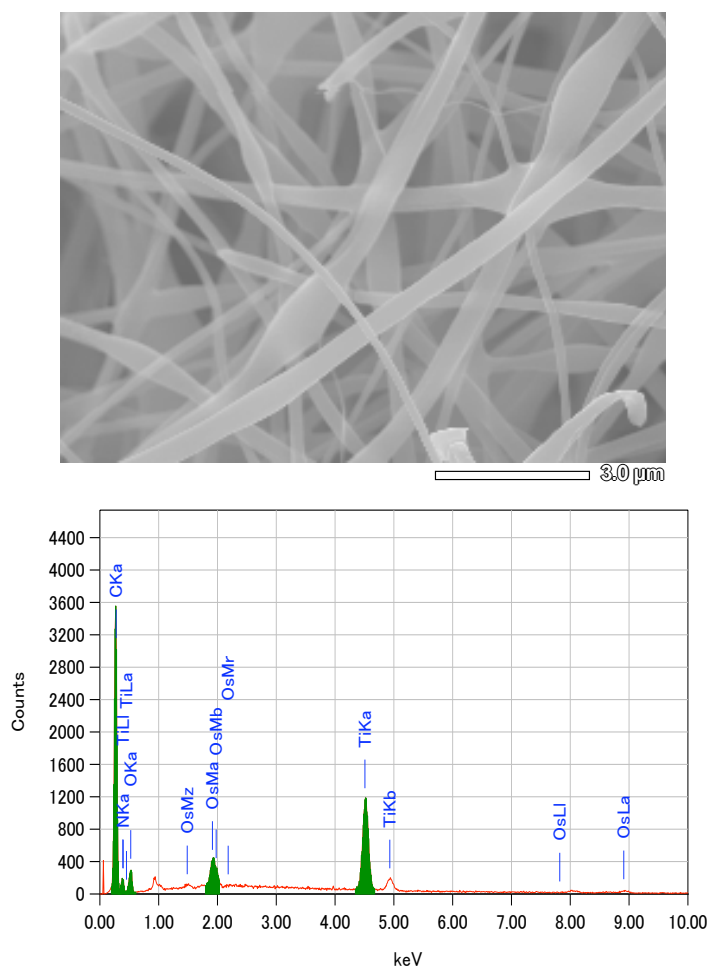 3.0 µm
4400
4000
3600
3200
2800
2400
2000
1600
1200
800
400
0
Counts
CKa
TiLl
TiLa
NKa
OKa
OsMz
OsMa
OsMb
OsMr
TiKa
TiKb
OsLl
OsLa
0.00 1.00 2.00 3.00 4.00 5.00 6.00 7.00 8.00 9.00 10.00
keV